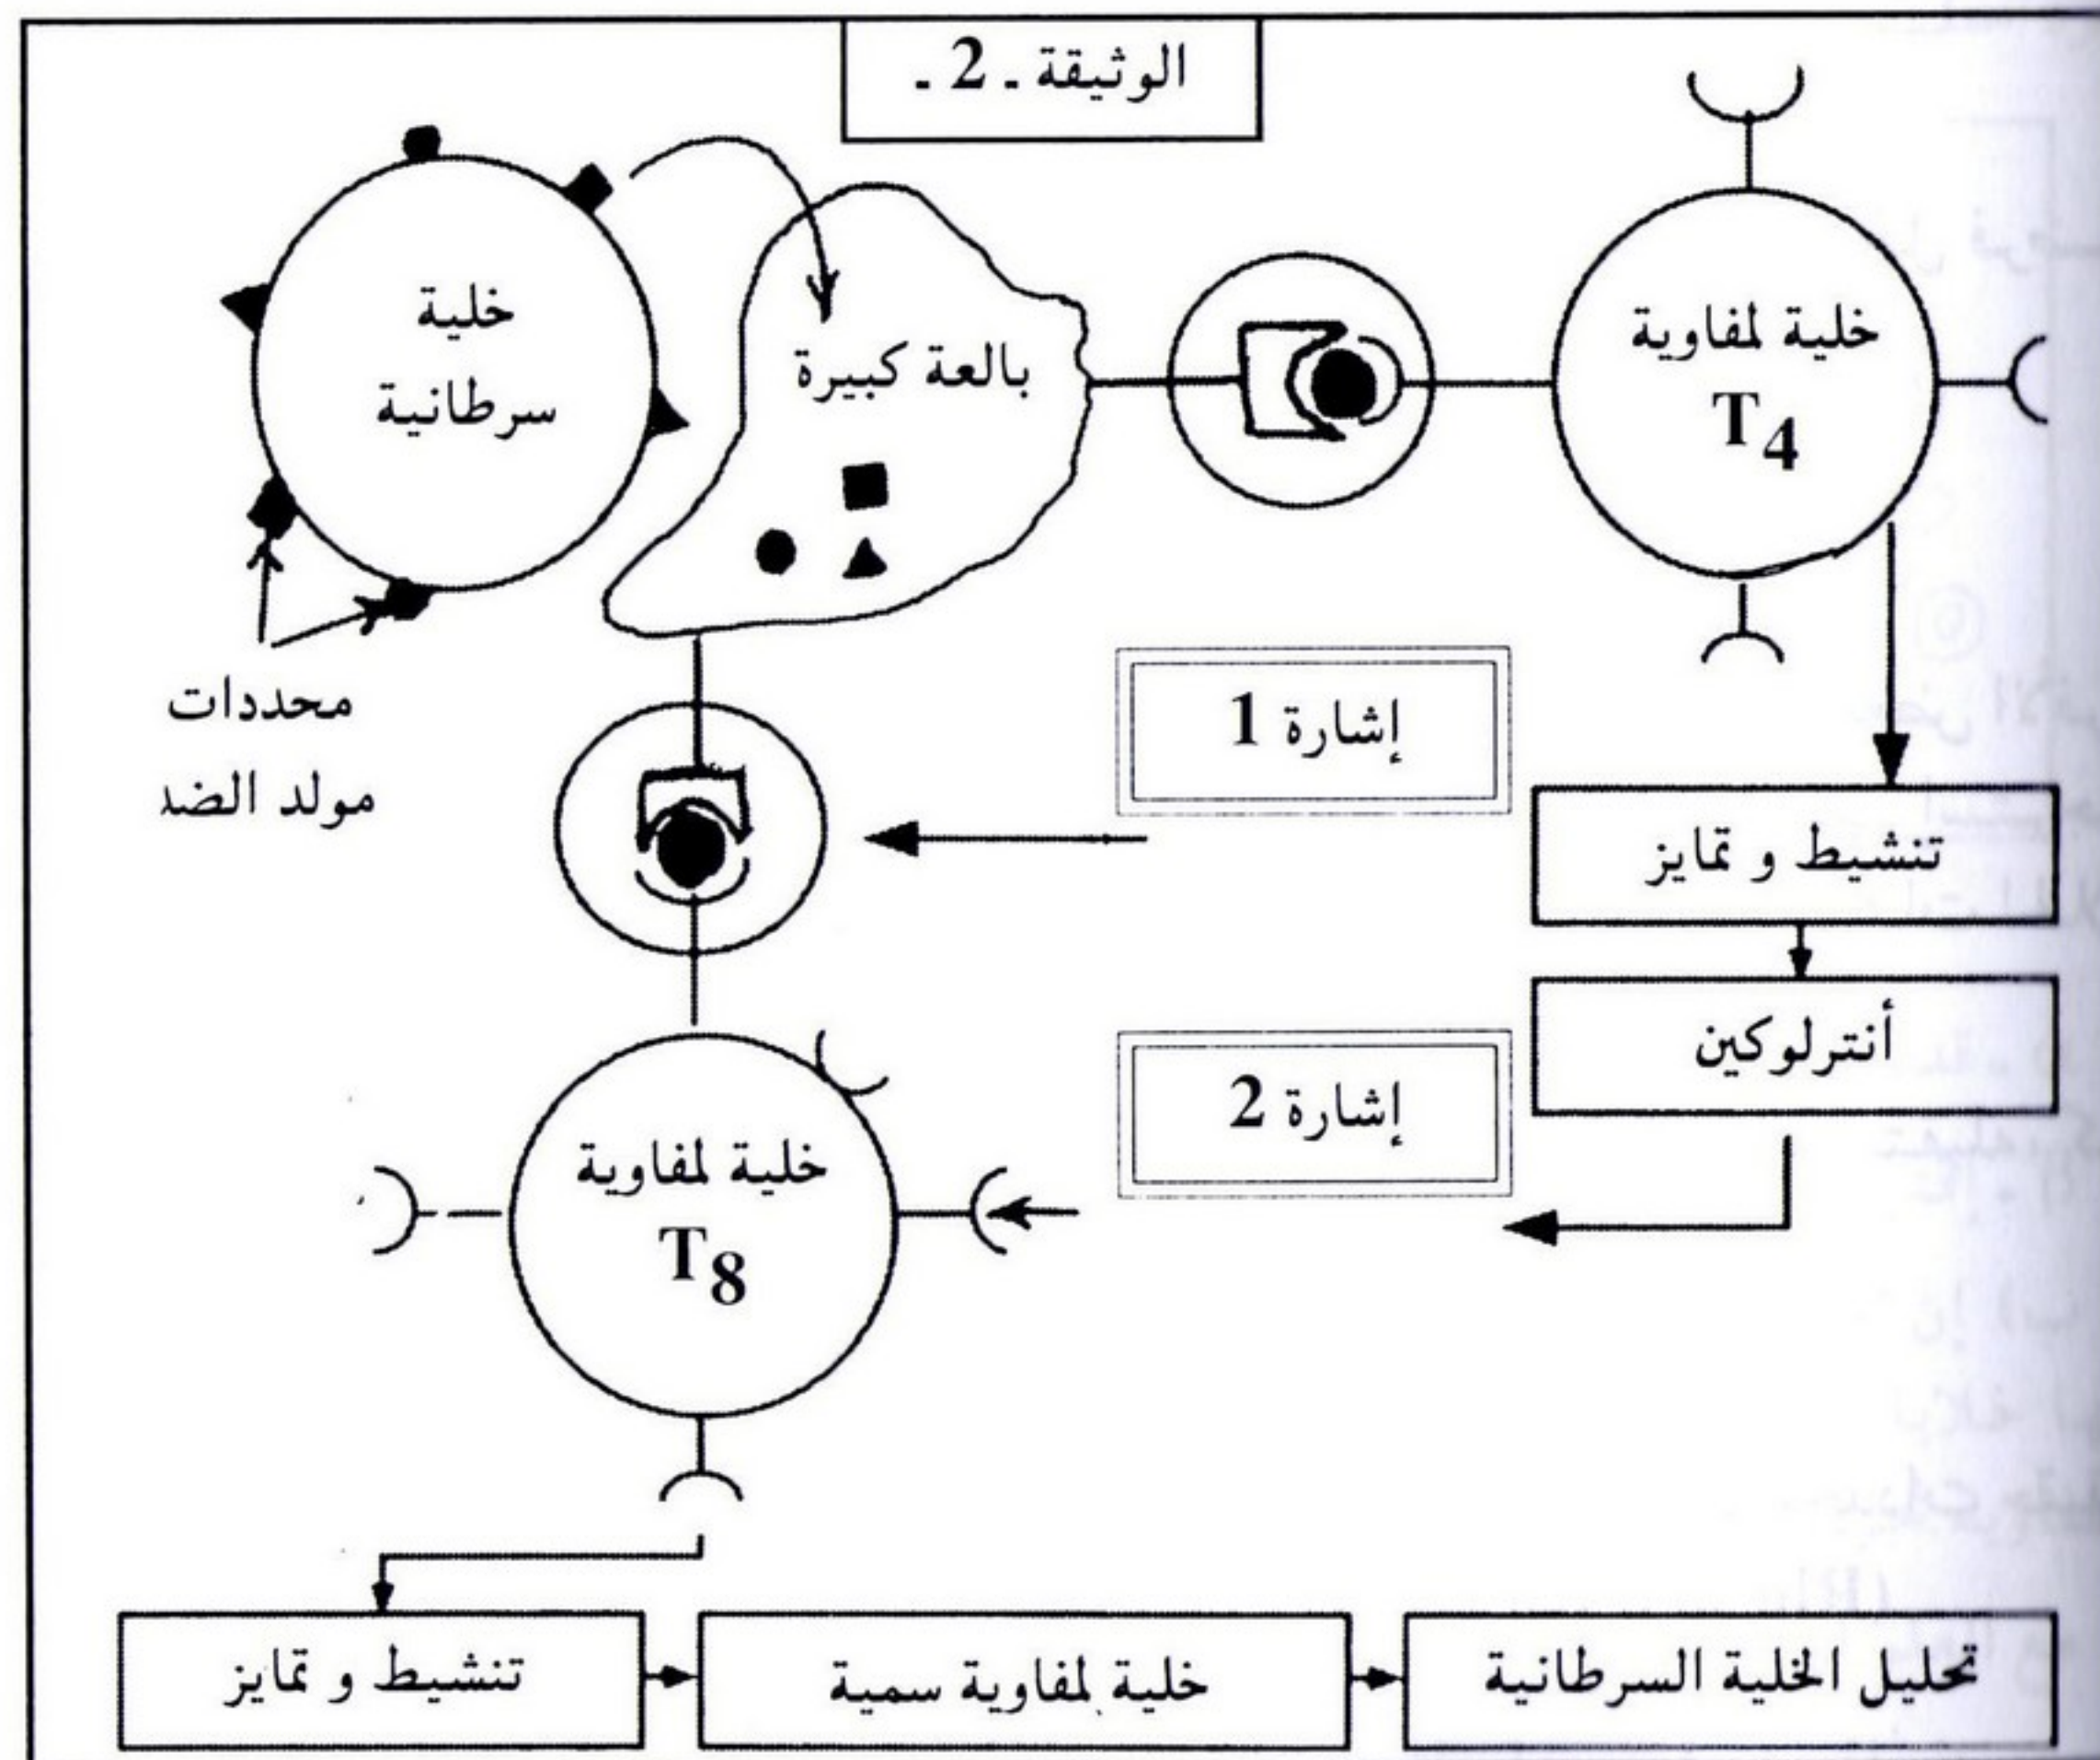 الوثيقة ـ 2 ـ
خلية
سرطانية
بالعة كبيرة
خلية لمفاوية
T4
محددات
مولد الضد
إشارة 1
تنشيط و تمايز
أنترلوكين
إشارة 2
خلية لمفاوية
T8
تنشيط و تمايز
خلية لمفاوية سمية
تحليل الخلية السرطانية